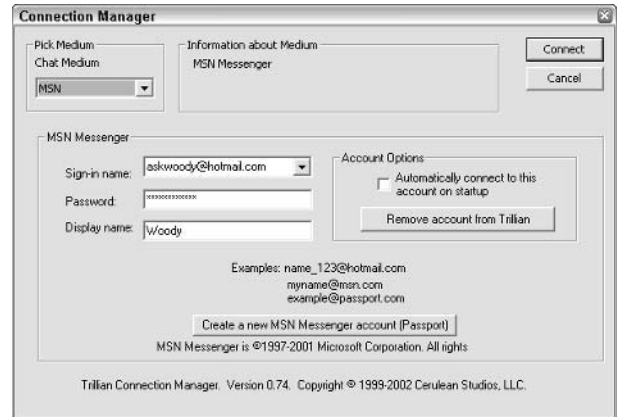 Connection Manager
Pick Medium
Chat Medium
MSN
Information about Medium
MSN Messenger
Connect
Cancel
MSN Messenger
Sign-in name: askwoody@hotmail.com
Password: *************
Display name: Woody
Account Options
Automatically connect to this
account on startup
Remove account from Trillian
Examples: name_123@hotmail.com
myname@msn.com
example@passport.com
Create a new MSN Messenger account (Passport)
MSN Messenger is ©1997-2001 Microsoft Corporation. All rights
Trillian Connection Manager. Version 0.74. Copyright © 1999-2002 Cerulean Studios, LLC.